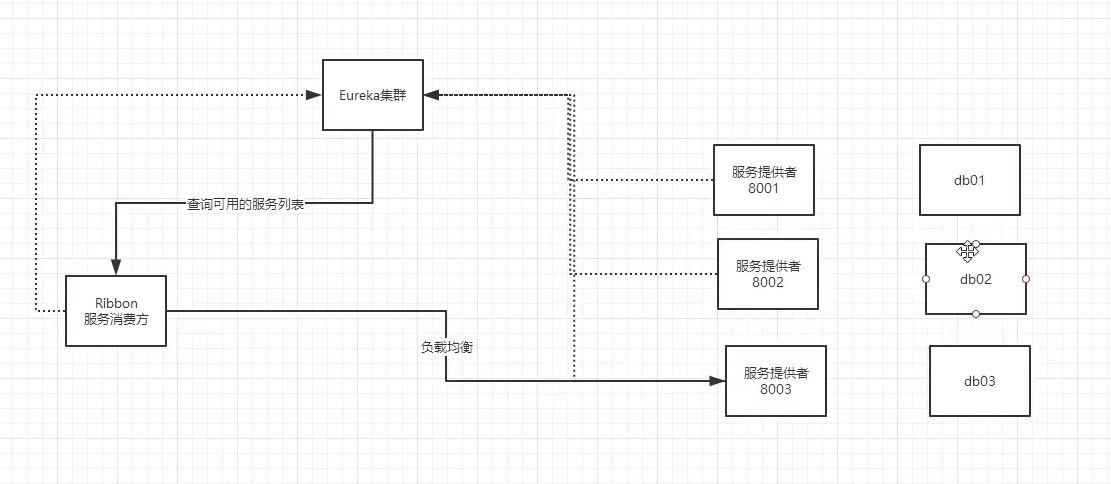 Eureka集群
服务提供者
8001
db01
查询可用的服务列表
服务提供者
8002
db02
Ribbon
服务消费方
负载均衡
服务提供者
8003
db03